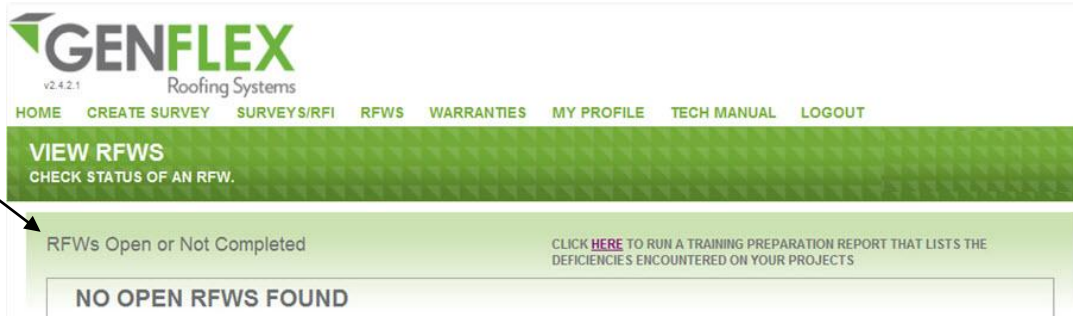 GENFLEX
v2.4.2.1 Roofing Systems
HOME CREATE SURVEY SURVEYS/RFI RFWS WARRANTIES MY PROFILE TECH MANUAL LOGOUT
VIEW RFWS
CHECK STATUS OF AN RFW.
RFWs Open or Not Completed
CLICK HERE TO RUN A TRAINING PREPARATION REPORT THAT LISTS THE
DEFICIENCIES ENCOUNTERED ON YOUR PROJECTS
NO OPEN RFWS FOUND